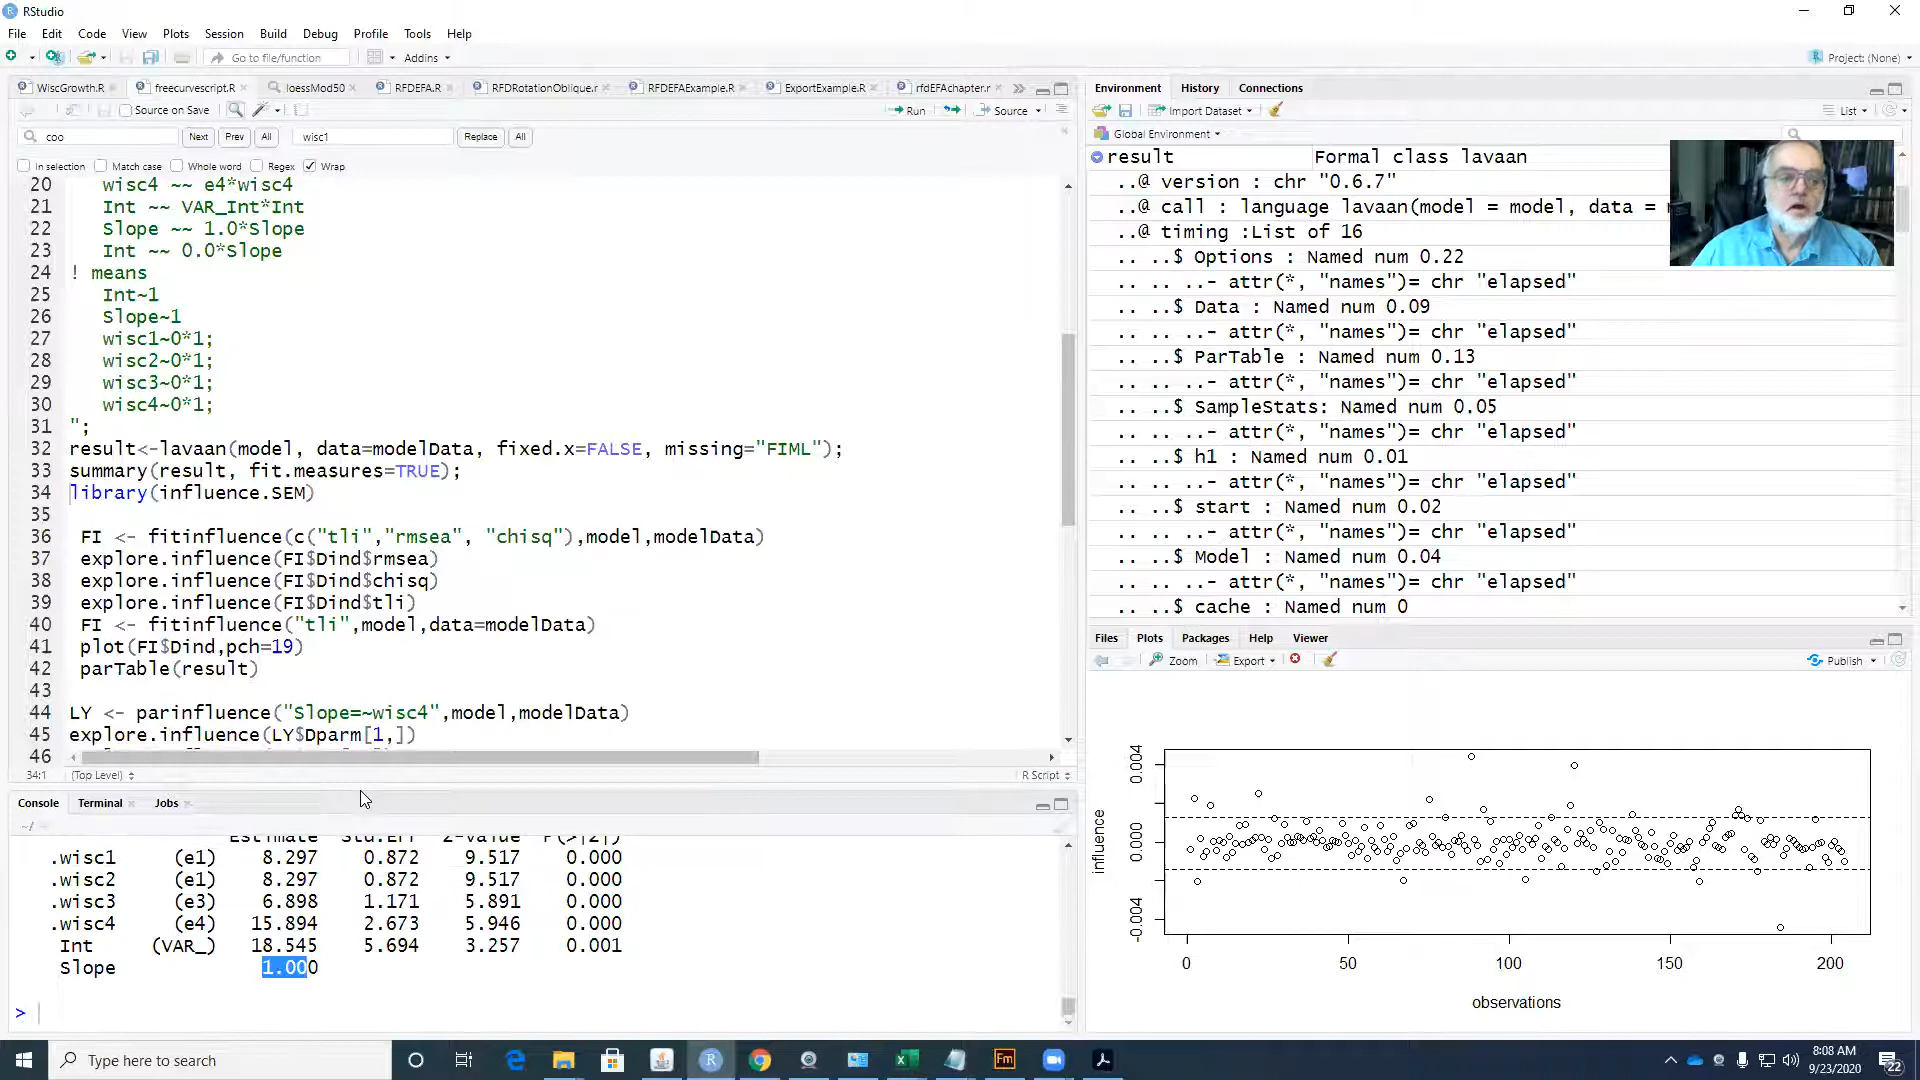 RStudio
File Edit Code View Plots Session Build Debug Profile Tools Help
Go to file/function Addins Project: (None)
WiscGrowth.R freecurvescript.R loessMod50 RFDEFA.R RFDRotationOblique.r RFDEFAExample.R ExportExample.R rfdEFAchapter.r
Source on Save Run Source
coo Next Prev All wisc1 Replace All
In selection Match case Whole word Regex Wrap
20 wisc4 ~~ e4*wisc4
21 Int ~~ VAR_Int*Int
22 Slope ~~ 1.0*Slope
23 Int ~~ 0.0*Slope
24 ! means
25 Int~1
26 Slope~1
27 wisc1~0*1;
28 wisc2~0*1;
29 wisc3~0*1;
30 wisc4~0*1;
31 ";
32 result<-lavaan(model, data=modelData, fixed.x=FALSE, missing="FIML");
33 summary(result, fit.measures=TRUE);
34 library(influence.SEM)
35
36 FI <- fitinfluence(c("tli","rmsea", "chisq"),model,modelData)
37 explore.influence(FI$Dind$rmsea)
38 explore.influence(FI$Dind$chisq)
39 explore.influence(FI$Dind$tli)
40 FI <- fitinfluence("tli",model,data=modelData)
41 plot(FI$Dind,pch=19)
42 parTable(result)
43
44 LY <- parinfluence("Slope=~wisc4",model,modelData)
45 explore.influence(LY$Dparm[1,])
46
34:1 (Top Level) R Script
Console Terminal Jobs
~/
Estimate Std.Err z-value P(>|z|)
.wisc1 (e1) 8.297 0.872 9.517 0.000
.wisc2 (e1) 8.297 0.872 9.517 0.000
.wisc3 (e3) 6.898 1.171 5.891 0.000
.wisc4 (e4) 15.894 2.673 5.946 0.000
Int (VAR_) 18.545 5.694 3.257 0.001
Slope 1.000
>
Environment History Connections
Import Dataset List
Global Environment
result Formal class lavaan
..@ version : chr "0.6.7"
..@ call : language lavaan(model = model, data =
..@ timing :List of 16
.. ..$ Options : Named num 0.22
.. .. ..- attr(*, "names")= chr "elapsed"
.. ..$ Data : Named num 0.09
.. .. ..- attr(*, "names")= chr "elapsed"
.. ..$ ParTable : Named num 0.13
.. .. ..- attr(*, "names")= chr "elapsed"
.. ..$ SampleStats: Named num 0.05
.. .. ..- attr(*, "names")= chr "elapsed"
.. ..$ h1 : Named num 0.01
.. .. ..- attr(*, "names")= chr "elapsed"
.. ..$ start : Named num 0.02
.. .. ..- attr(*, "names")= chr "elapsed"
.. ..$ Model : Named num 0.04
.. .. ..- attr(*, "names")= chr "elapsed"
.. ..$ cache : Named num 0
Files Plots Packages Help Viewer
Zoom Export Publish
0.004
0.000
-0.004
influence
0 50 100 150 200
observations
Type here to search
Fm
8:08 AM
9/23/2020
22